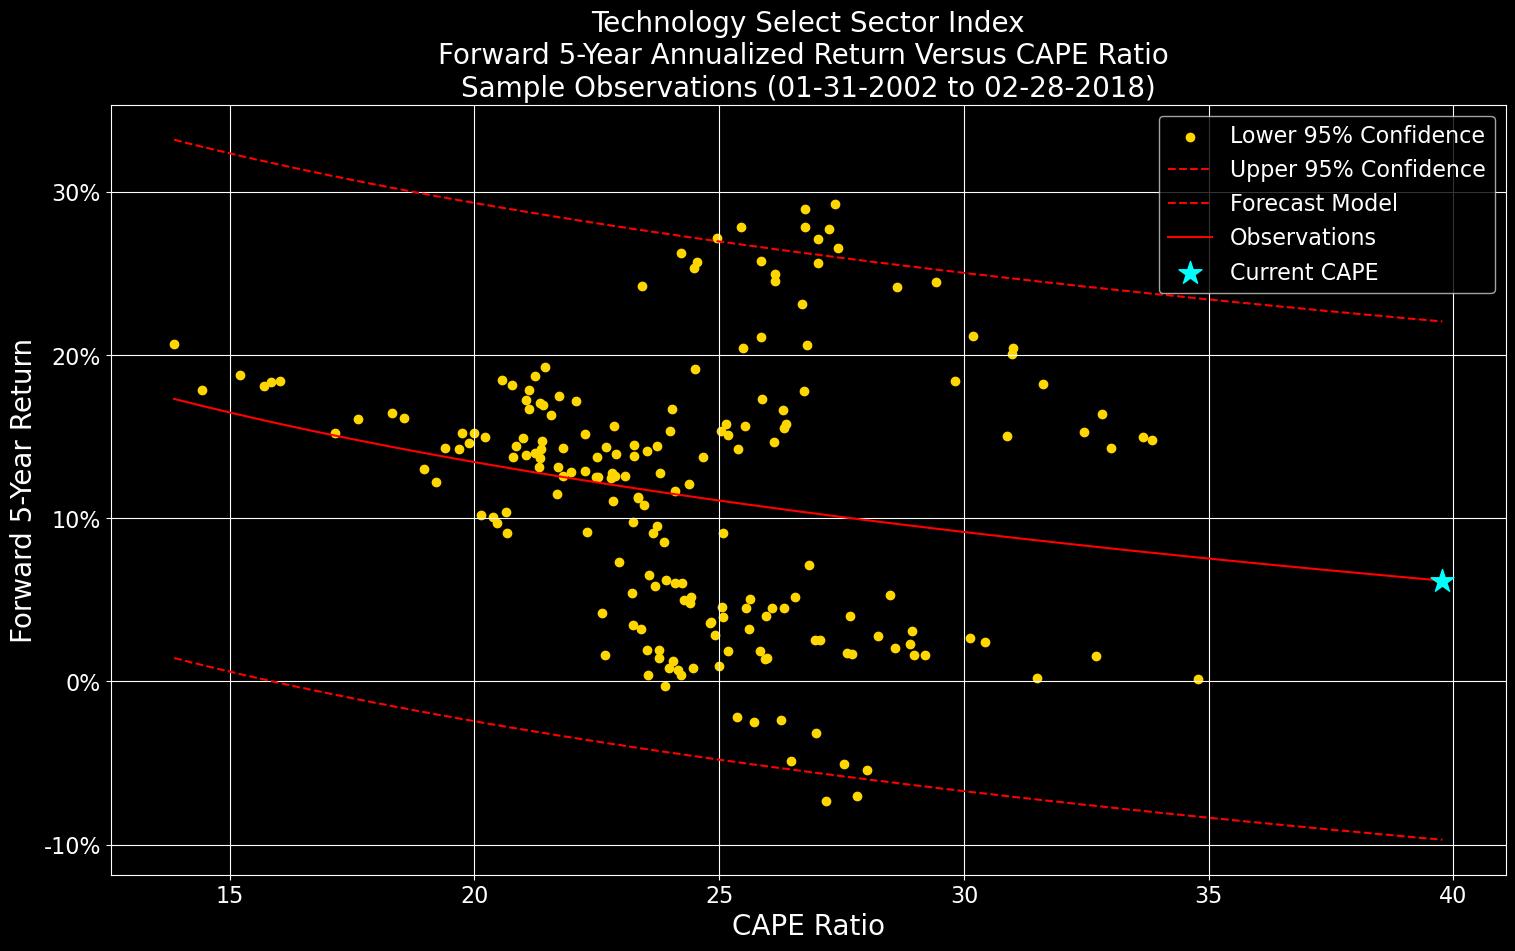 Technology Select Sector Index
Forward 5-Year Annualized Return Versus CAPE Ratio
Sample Observations (01-31-2002 to 02-28-2018)
Lower 95% Confidence
Upper 95% Confidence
Forecast Model
Observations
Current CAPE
Forward 5-Year Return
30%
20%
10%
0%
-10%
15 20 25 30 35 40
CAPE Ratio